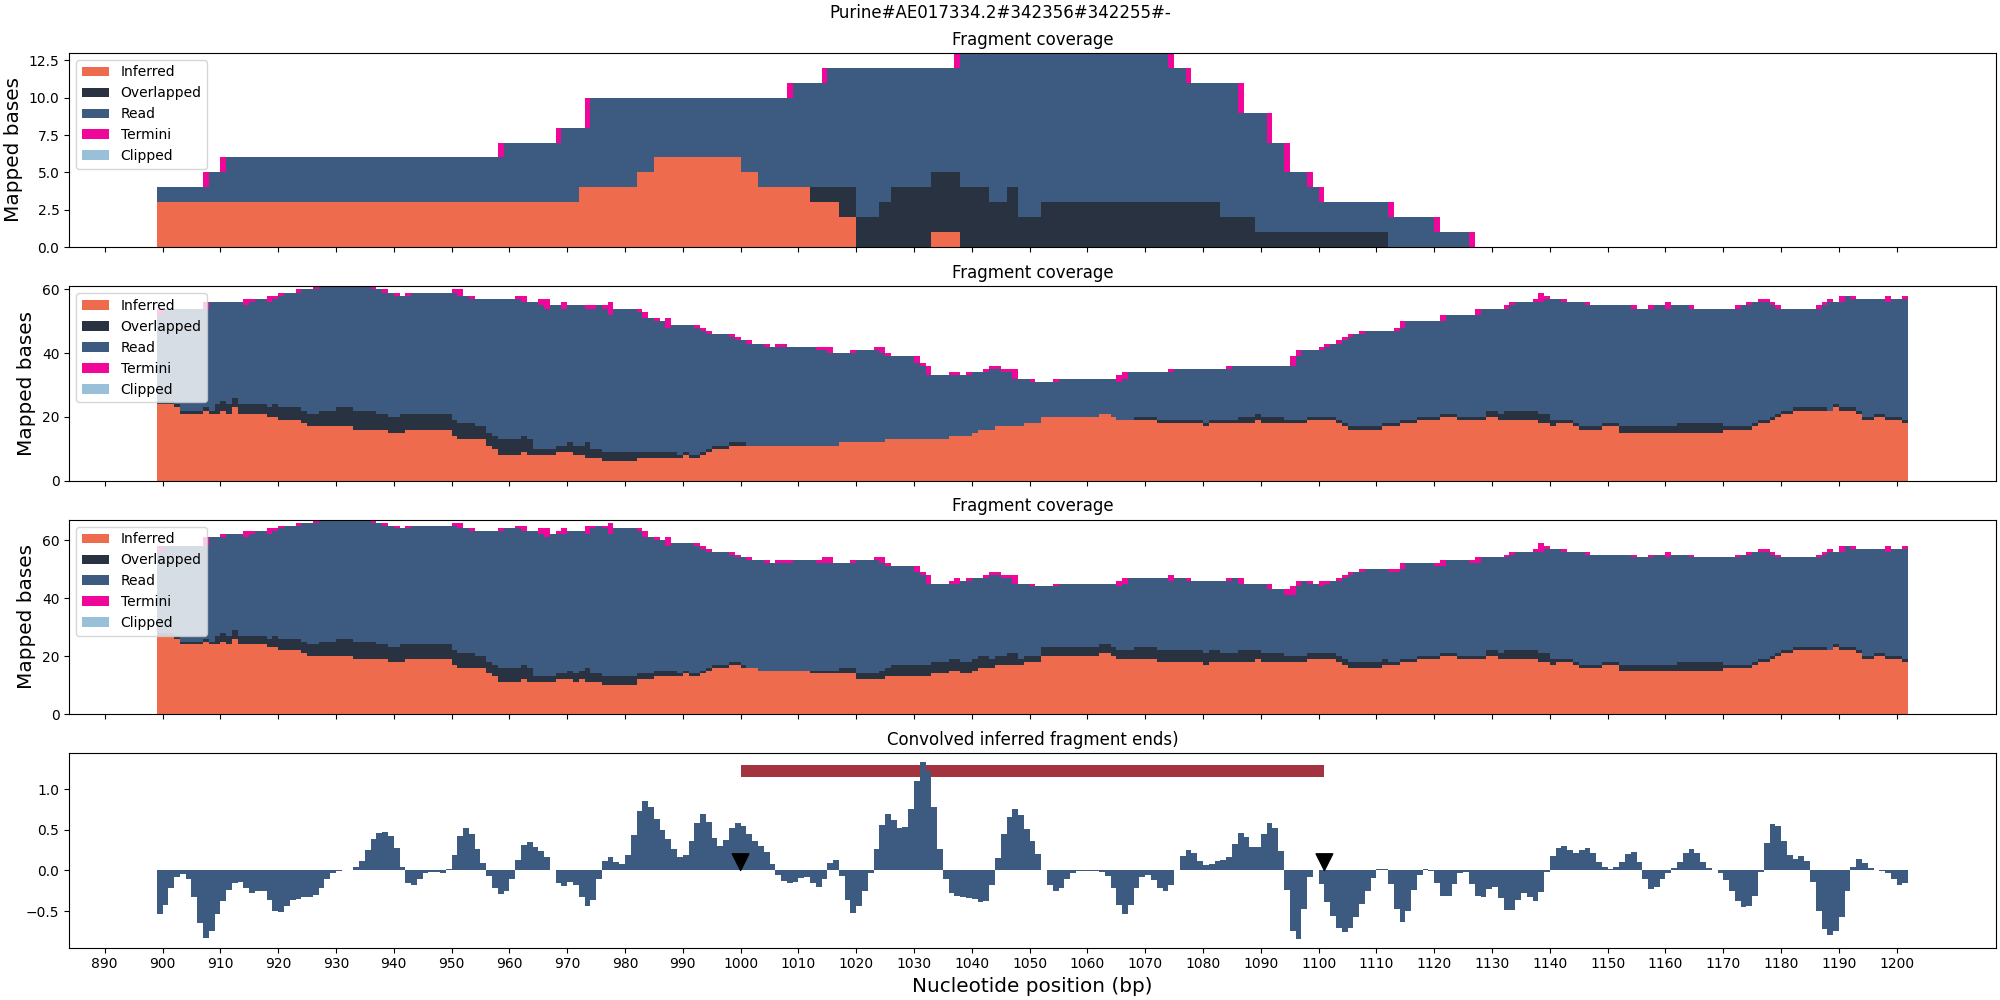 Purine#AE017334.2#342356#342255#-
Fragment coverage
Mapped bases
12.5
10.0
7.5
5.0
2.5
0.0
Inferred
Overlapped
Read
Termini
Clipped
Fragment coverage
Mapped bases
60
40
20
0
Inferred
Overlapped
Read
Termini
Clipped
Fragment coverage
Mapped bases
60
40
20
0
Inferred
Overlapped
Read
Termini
Clipped
Convolved inferred fragment ends)
1.0
0.5
0.0
−0.5
890 900 910 920 930 940 950 960 970 980 990 1000 1010 1020 1030 1040 1050 1060 1070 1080 1090 1100 1110 1120 1130 1140 1150 1160 1170 1180 1190 1200
Nucleotide position (bp)